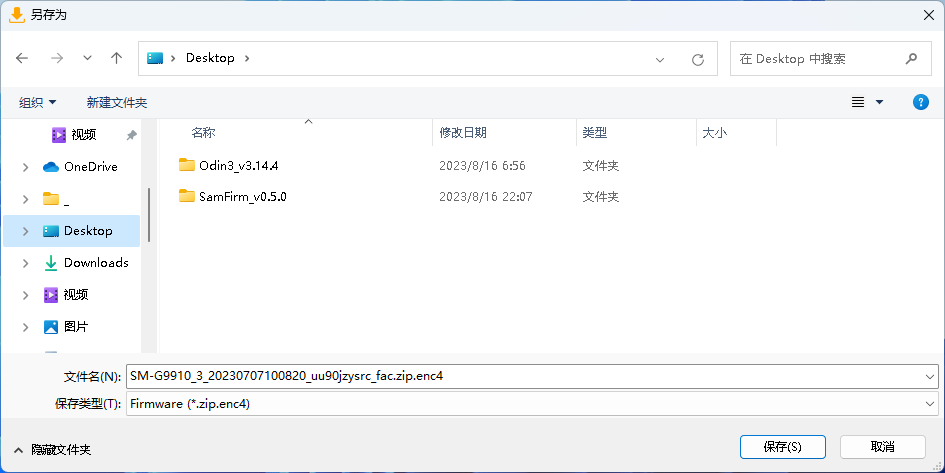 另存为
Desktop
在 Desktop 中搜索
组织 新建文件夹
名称 修改日期 类型 大小
视频
OneDrive
_
Desktop
Downloads
视频
图片
Odin3_v3.14.4 2023/8/16 6:56 文件夹
SamFirm_v0.5.0 2023/8/16 22:07 文件夹
文件名(N): SM-G9910_3_20230707100820_uu90jzysrc_fac.zip.enc4
保存类型(T): Firmware (*.zip.enc4)
隐藏文件夹 保存(S) 取消